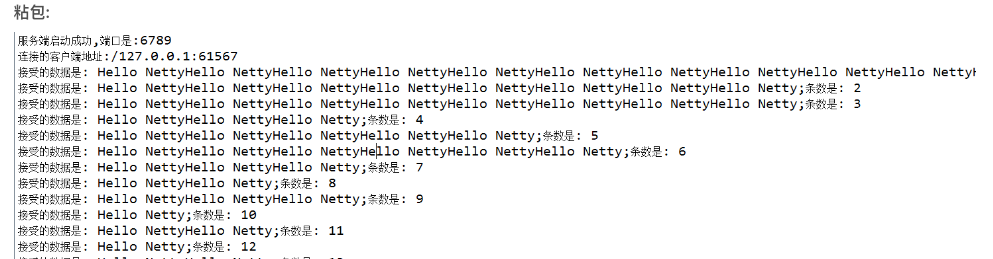 粘包:
服务端启动成功,端口是:6789
连接的客户端地址:/127.0.0.1:61567
接受的数据是: Hello NettyHello NettyHello NettyHello NettyHello NettyHello NettyHello NettyHello NettyHello NettyHello Netty
接受的数据是: Hello NettyHello NettyHello NettyHello NettyHello NettyHello NettyHello NettyHello Netty;条数是: 2
接受的数据是: Hello NettyHello NettyHello NettyHello NettyHello NettyHello NettyHello NettyHello Netty;条数是: 3
接受的数据是: Hello NettyHello NettyHello Netty;条数是: 4
接受的数据是: Hello NettyHello NettyHello NettyHello NettyHello Netty;条数是: 5
接受的数据是: Hello NettyHello NettyHello NettyHello NettyHello NettyHello Netty;条数是: 6
接受的数据是: Hello NettyHello NettyHello Netty;条数是: 7
接受的数据是: Hello NettyHello Netty;条数是: 8
接受的数据是: Hello NettyHello NettyHello Netty;条数是: 9
接受的数据是: Hello Netty;条数是: 10
接受的数据是: Hello NettyHello Netty;条数是: 11
接受的数据是: Hello Netty;条数是: 12